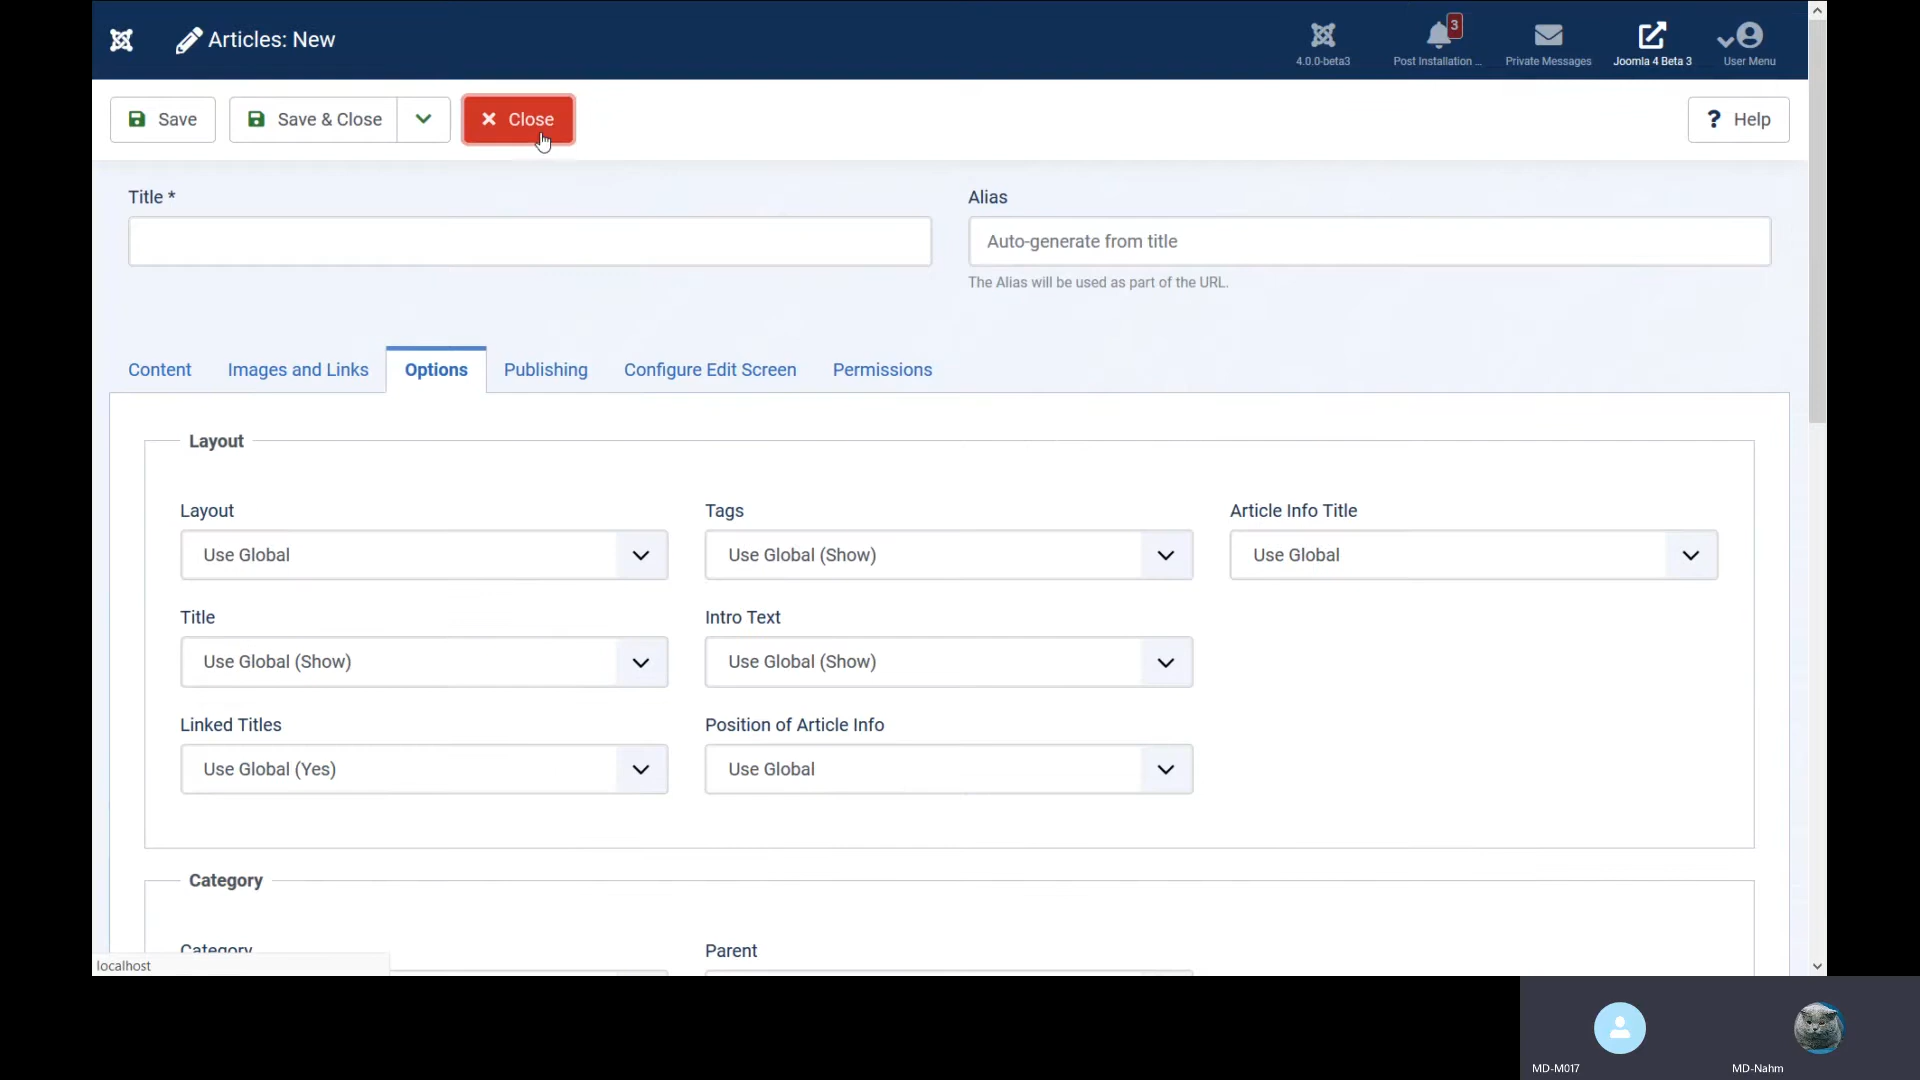 Articles: New
4.0.0-beta3
3
Post Installation ...
Private Messages
Joomla 4 Beta 3
User Menu
Save
Save & Close
Close
? Help
Title *
Alias
Auto-generate from title
The Alias will be used as part of the URL.
Content
Images and Links
Options
Publishing
Configure Edit Screen
Permissions
Layout
Layout
Tags
Article Info Title
Use Global
Use Global (Show)
Use Global
Title
Intro Text
Use Global (Show)
Use Global (Show)
Linked Titles
Position of Article Info
Use Global (Yes)
Use Global
Category
Category
Parent
localhost
MD-M017
MD-Nahm